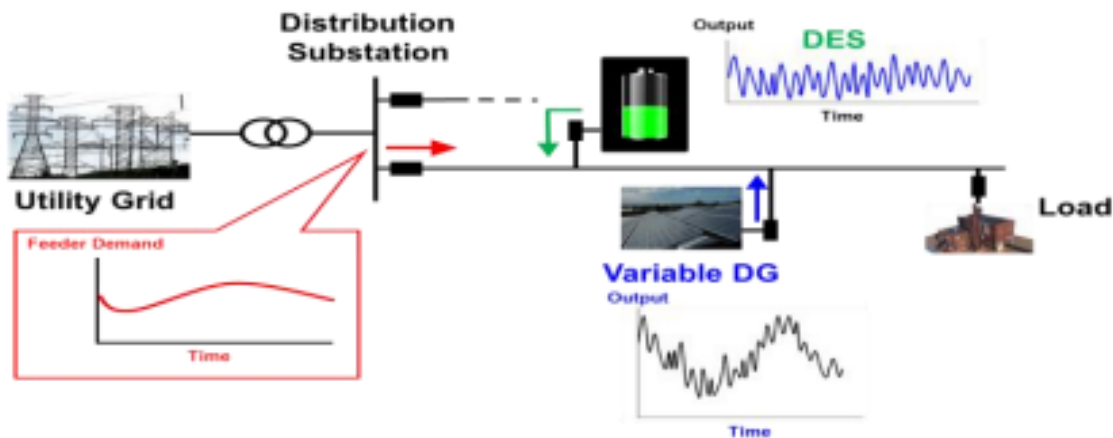 Distribution
Substation
Output
DES
Time
Utility Grid
Load
Feeder Demand
Time
Variable DG
Output
Time